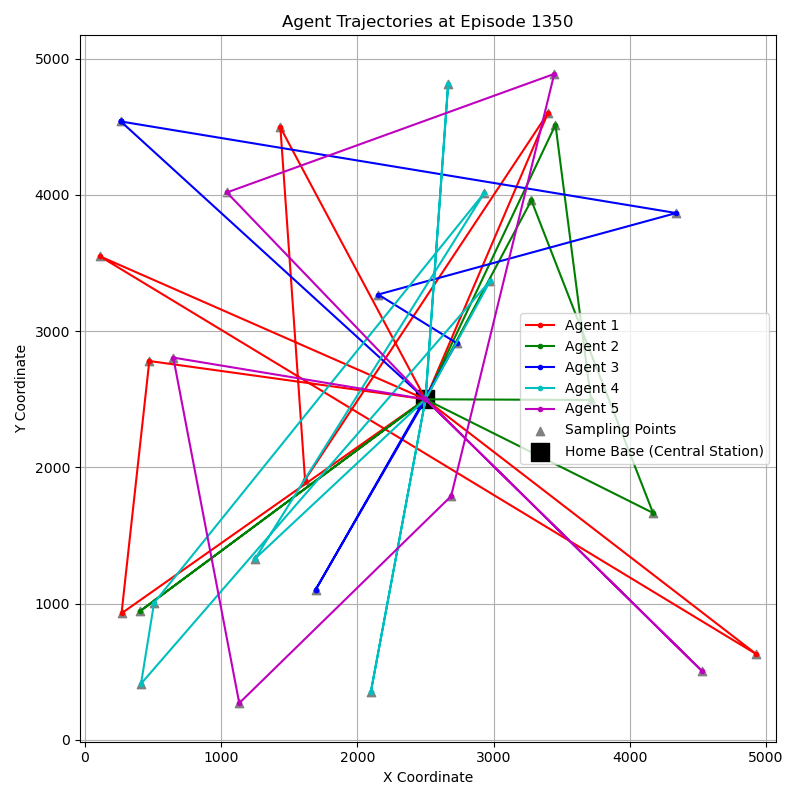 Agent Trajectories at Episode 1350
Y Coordinate
5000
4000
3000
2000
1000
0
Agent 1
Agent 2
Agent 3
Agent 4
Agent 5
Sampling Points
Home Base (Central Station)
0 1000 2000 3000 4000 5000
X Coordinate